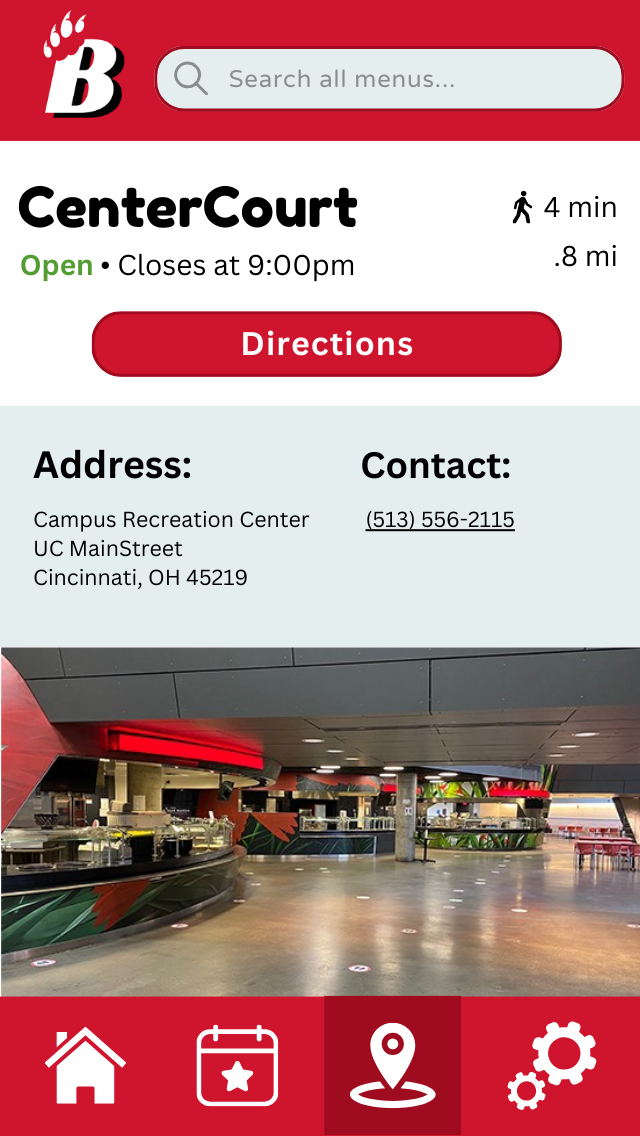 B
Search all menus...
CenterCourt
4 min
Open • Closes at 9:00pm
.8 mi
Directions
Address:
Contact:
Campus Recreation Center
(513) 556-2115
UC MainStreet
Cincinnati, OH 45219